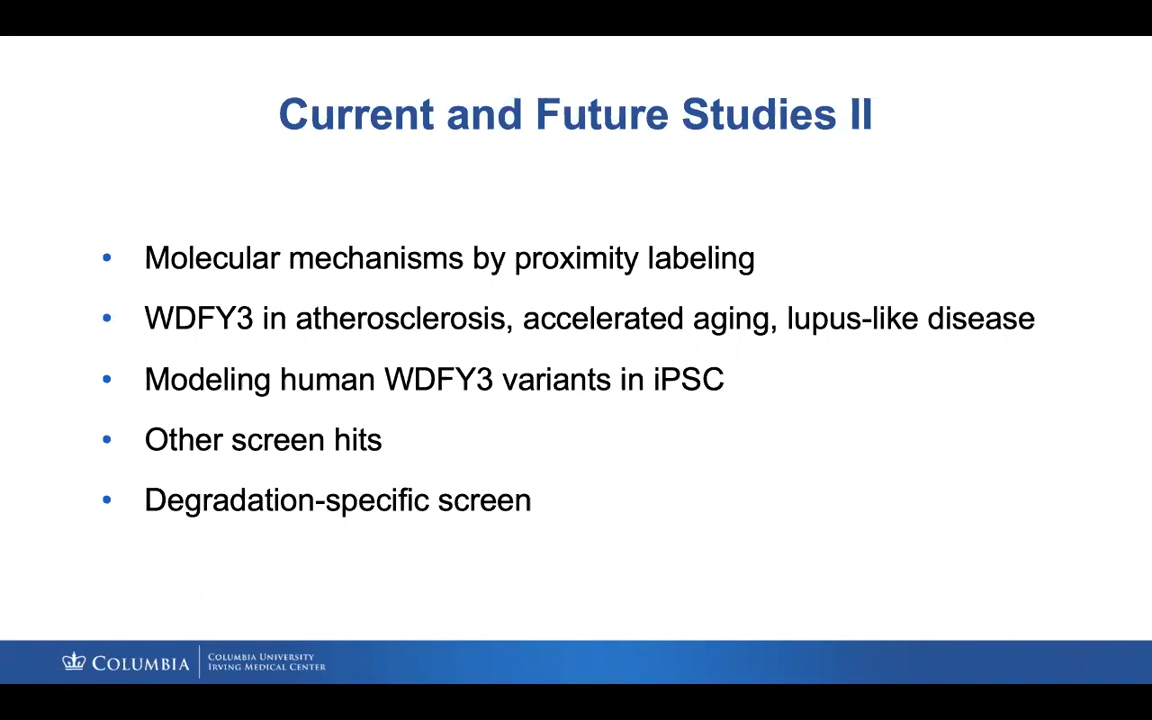 Current and Future Studies II
• Molecular mechanisms by proximity labeling
• WDFY3 in atherosclerosis, accelerated aging, lupus-like disease
• Modeling human WDFY3 variants in iPSC
• Other screen hits
• Degradation-specific screen
COLUMBIA
COLUMBIA UNIVERSITY
IRVING MEDICAL CENTER